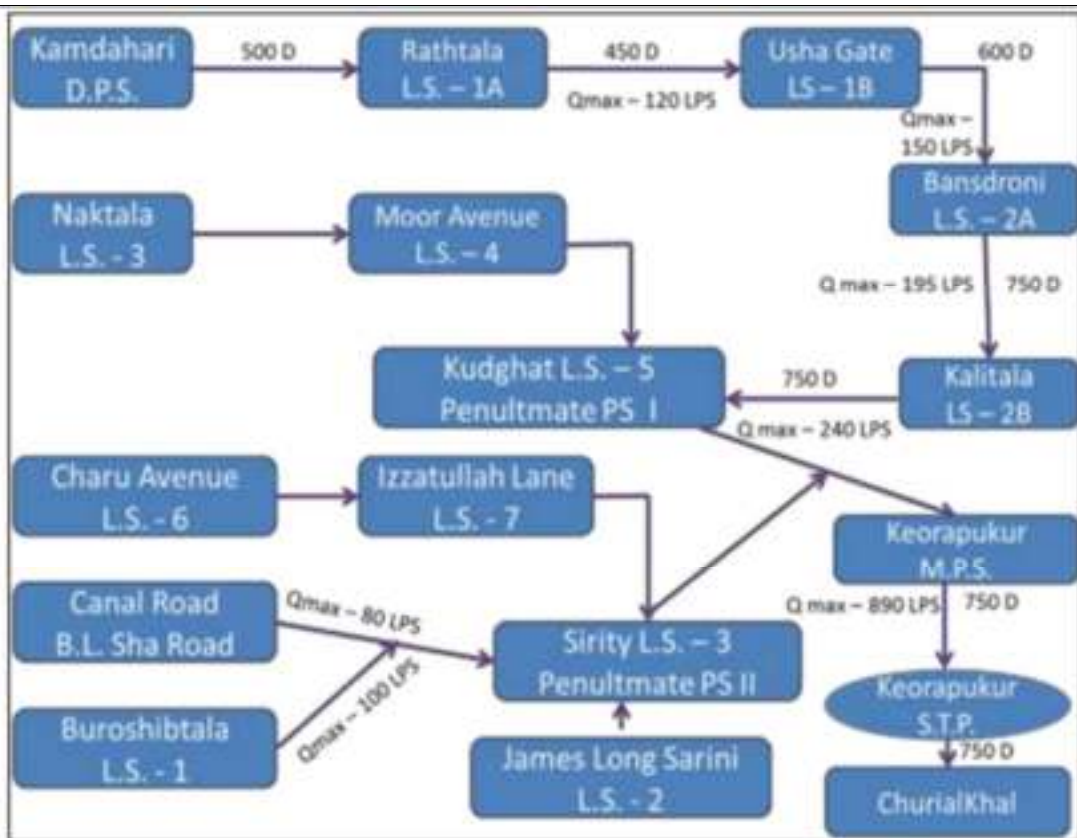 Kamdahari
D.P.S.
500 D
Rathtala
L.S. – 1A
450 D
Qmax – 120 LPS
Usha Gate
LS – 1B
600 D
Qmax –
150 LPS
Bansdroni
L.S. – 2A
Naktala
L.S. - 3
Moor Avenue
L.S. – 4
Q max – 195 LPS
750 D
Kudghat L.S. – 5
Penultmate PS I
750 D
Q max – 240 LPS
Kalitala
LS – 2B
Charu Avenue
L.S. - 6
Izzatullah Lane
L.S. - 7
Keorapukur
M.P.S.
Canal Road
B.L. Sha Road
Qmax – 80 LPS
Qmax – 100 LPS
Sirity L.S. – 3
Penultmate PS II
Q max – 890 LPS
750 D
Keorapukur
S.T.P.
Buroshibtala
L.S. - 1
James Long Sarini
L.S. - 2
750 D
ChurialKhal